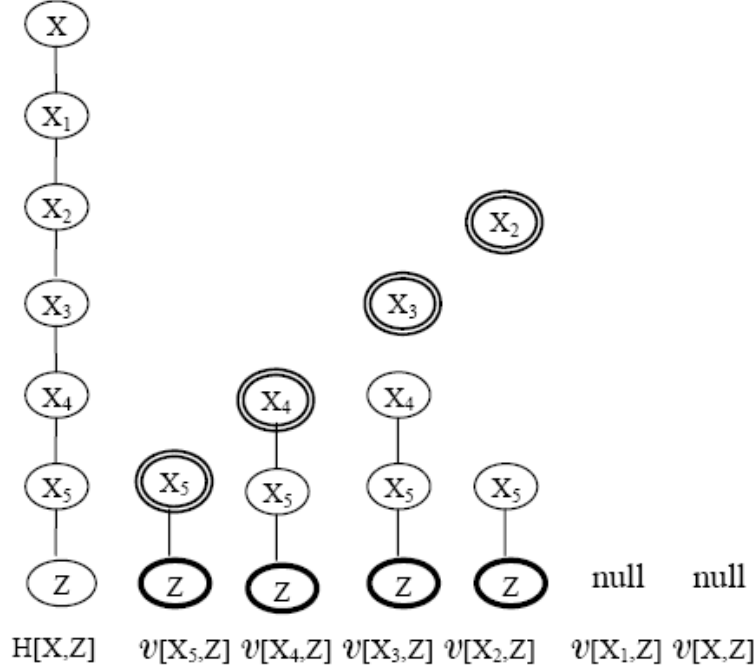 X
X₁
X₂ X₂
X₃ X₃
X₄ X₄ X₄
X₅ X₅ X₅ X₅ X₅
Z Z Z Z Z null null
H[X,Z] v[X₅,Z] v[X₄,Z] v[X₃,Z] v[X₂,Z] v[X₁,Z] v[X,Z]